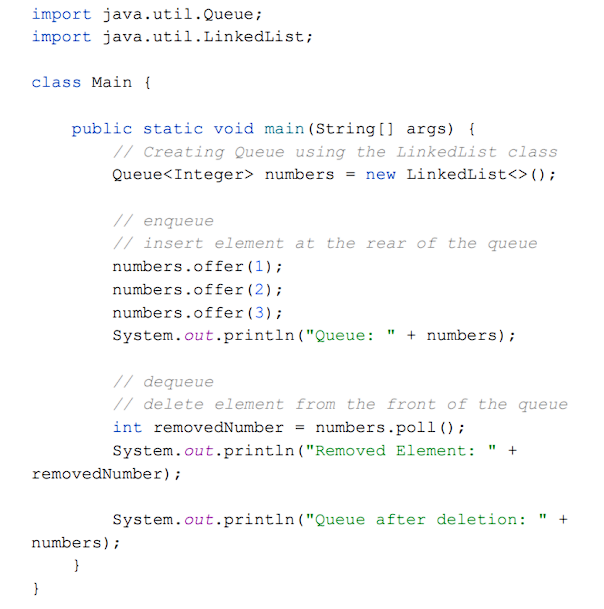 import java.util.Queue;
import java.util.LinkedList;

class Main {

    public static void main(String[] args) {
        // Creating Queue using the LinkedList class
        Queue<Integer> numbers = new LinkedList<>();

        // enqueue
        // insert element at the rear of the queue
        numbers.offer(1);
        numbers.offer(2);
        numbers.offer(3);
        System.out.println("Queue: " + numbers);

        // dequeue
        // delete element from the front of the queue
        int removedNumber = numbers.poll();
        System.out.println("Removed Element: " +
removedNumber);

        System.out.println("Queue after deletion: " +
numbers);
    }
}